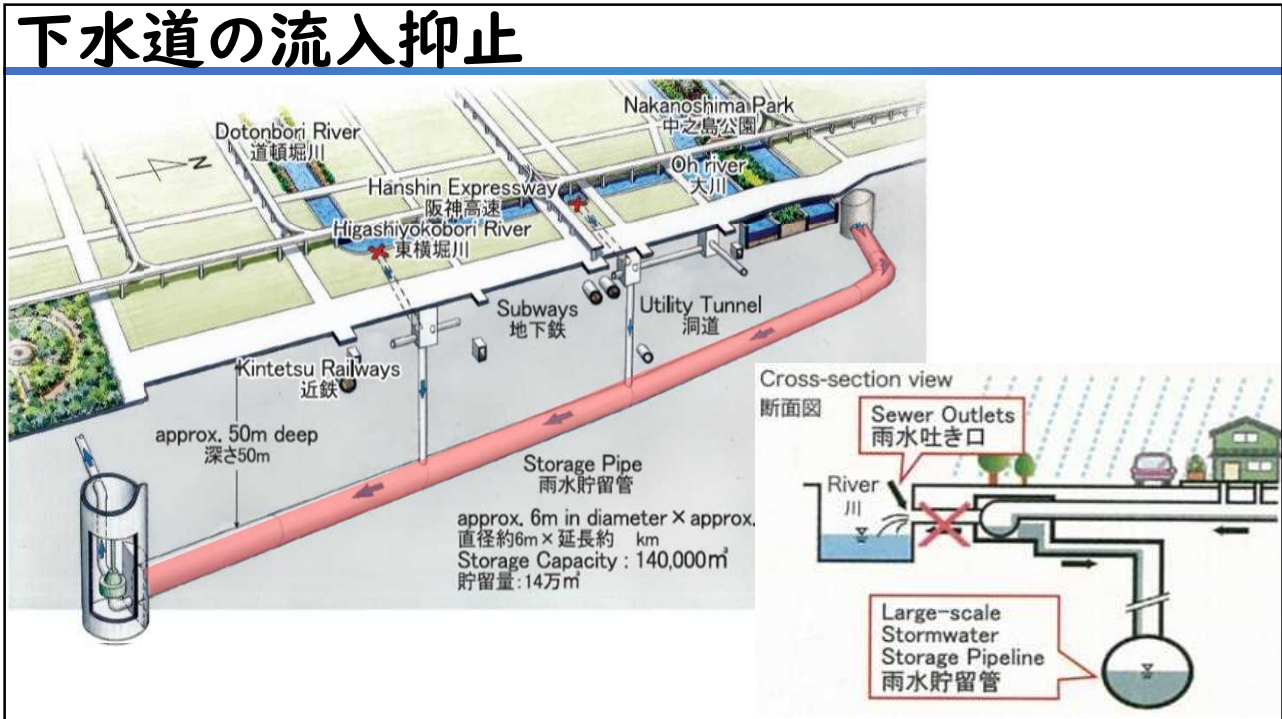 下水道の流入抑止
Nakanoshima Park
中之島公園
Dotonbori River
道頓堀川
N
Oh river
大川
Hanshin Expressway
阪神高速
Higashiyokobori River
東横堀川
Subways
地下鉄
Utility Tunnel
洞道
Kintetsu Railways
近鉄
approx. 50m deep
深さ50m
Storage Pipe
雨水貯留管
approx. 6m in diameter × approx.
直径約6m×延長約 km
Storage Capacity : 140,000㎥
貯留量:14万㎥
Cross-section view
断面図
Sewer Outlets
雨水吐き口
River
川
Large-scale
Stormwater
Storage Pipeline
雨水貯留管